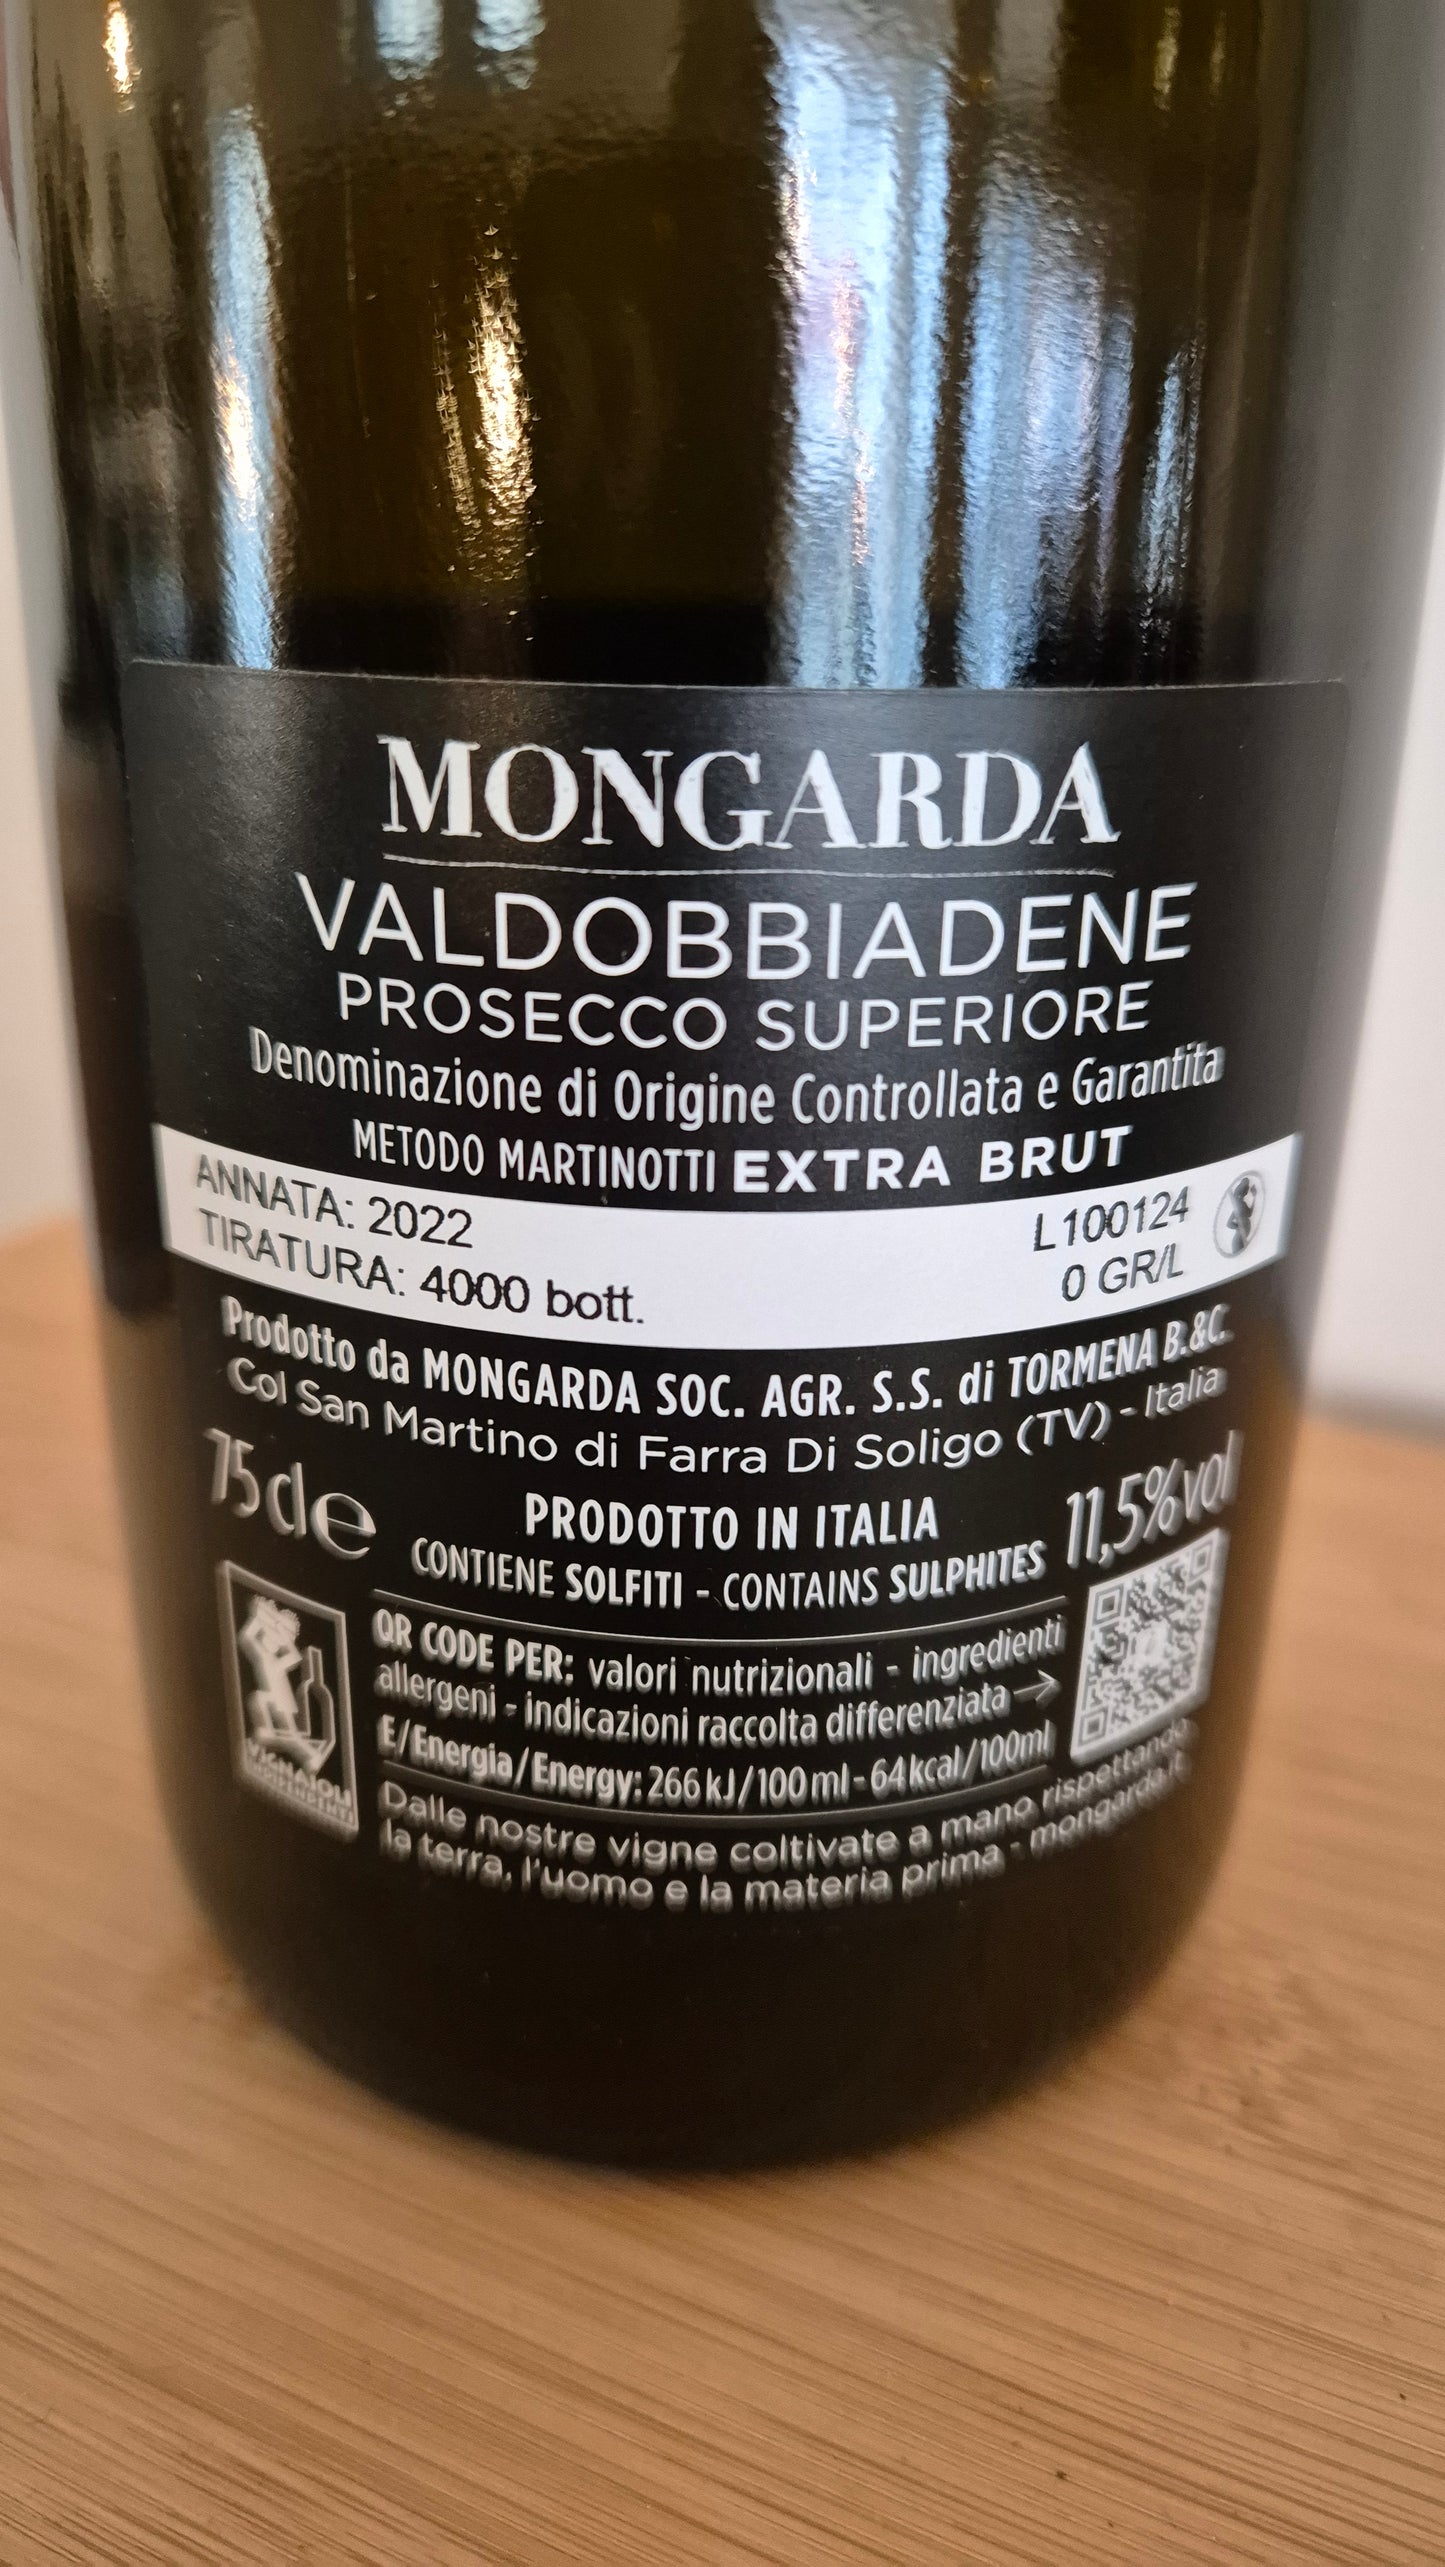 MONGARDA
VALDOBBIADENE
PROSECCO SUPERIORE
Denominazione di Origine Controllata e Garantita
METODO MARTINOTTI EXTRA BRUT
ANNATA: 2022
TIRATURA: 4000 bott.
L100124
0 GR/L
Prodotto da MONGARDA SOC. AGR. S.S. di TORMENA B.&C.
Col San Martino di Farra Di Soligo (TV) - Italia
75cl e
PRODOTTO IN ITALIA
11,5%vol
CONTIENE SOLFITI - CONTAINS SULPHITES
QR CODE PER: valori nutrizionali - ingredienti
allergeni - indicazioni raccolta differenziata →
E/Energia/Energy: 266 kJ/100 ml - 64 kcal/100ml
VIGNAIOLI
INDIPENDENTI
Dalle nostre vigne coltivate a mano rispettando
la terra, l'uomo e la materia prima - mongarda.it